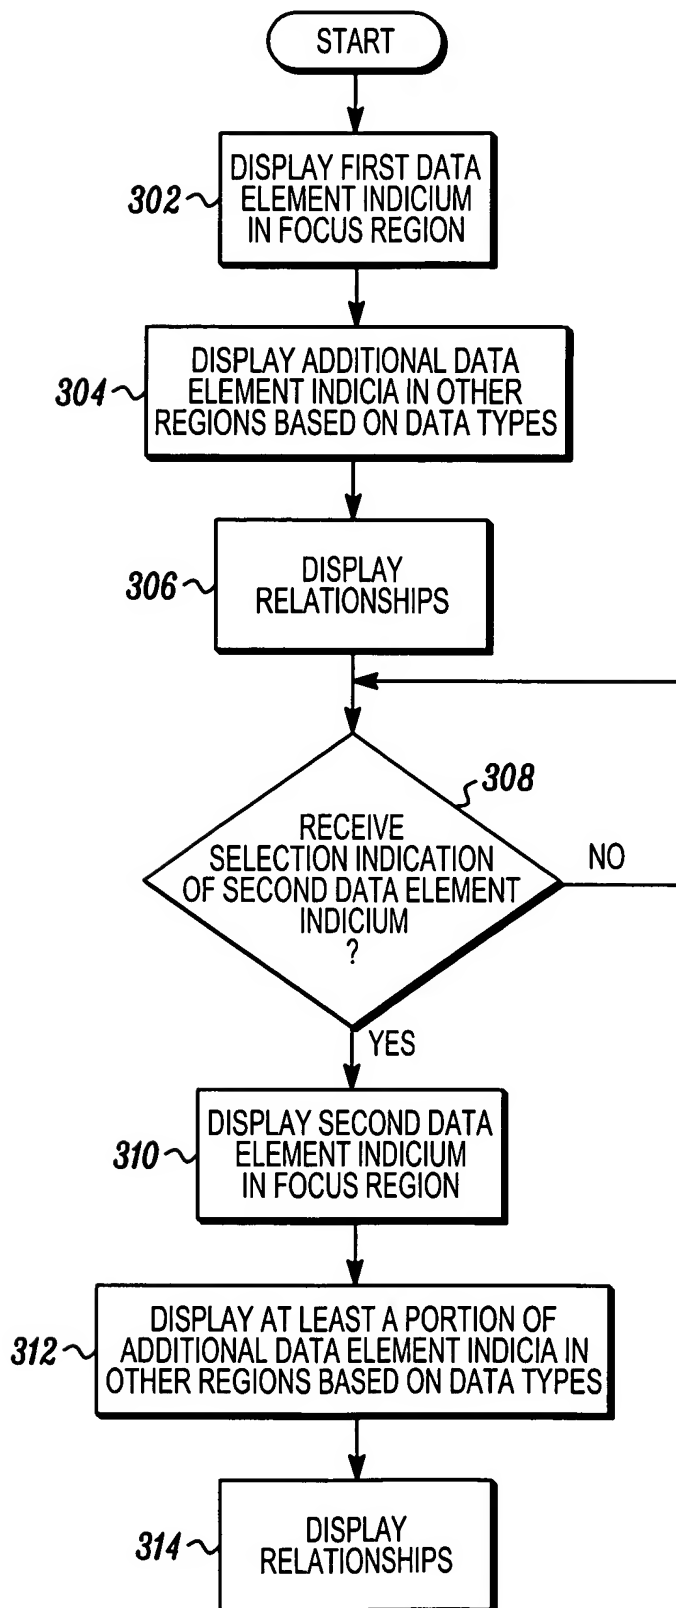 START
302
DISPLAY FIRST DATA
ELEMENT INDICIUM
IN FOCUS REGION
304
DISPLAY ADDITIONAL DATA
ELEMENT INDICIA IN OTHER
REGIONS BASED ON DATA TYPES
306
DISPLAY
RELATIONSHIPS
308
RECEIVE
SELECTION INDICATION
OF SECOND DATA ELEMENT
INDICIUM
?
NO
YES
310
DISPLAY SECOND DATA
ELEMENT INDICIUM
IN FOCUS REGION
312
DISPLAY AT LEAST A PORTION OF
ADDITIONAL DATA ELEMENT INDICIA IN
OTHER REGIONS BASED ON DATA TYPES
314
DISPLAY
RELATIONSHIPS